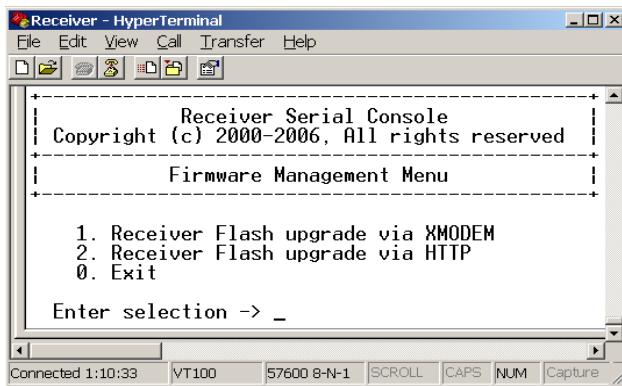 Receiver - HyperTerminal
File Edit View Call Transfer Help
Receiver Serial Console
Copyright (c) 2000-2006, All rights reserved
Firmware Management Menu
1. Receiver Flash upgrade via XMODEM
2. Receiver Flash upgrade via HTTP
0. Exit
Enter selection -> _
Connected 1:10:33 VT100 57600 8-N-1 SCROLL CAPS NUM Capture